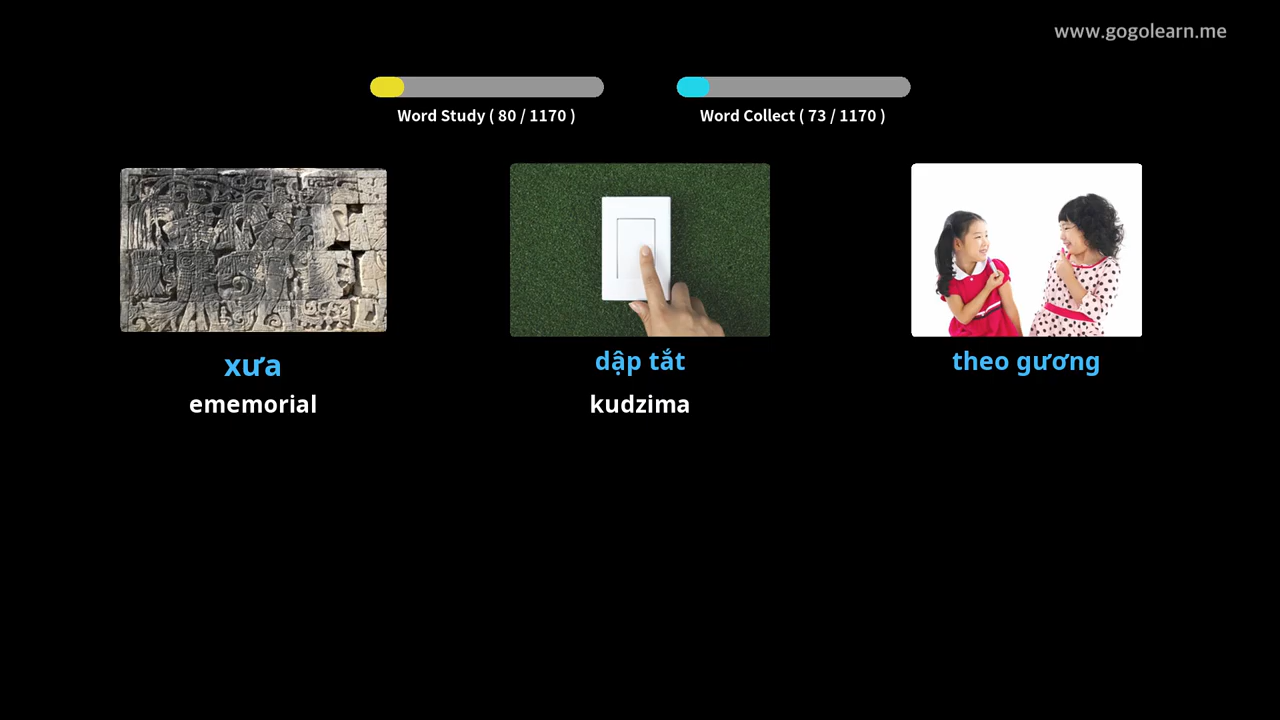 www.gogolearn.me
Word Study ( 80 / 1170 )
Word Collect ( 73 / 1170 )
xưa
dập tắt
theo gương
ememorial
kudzima